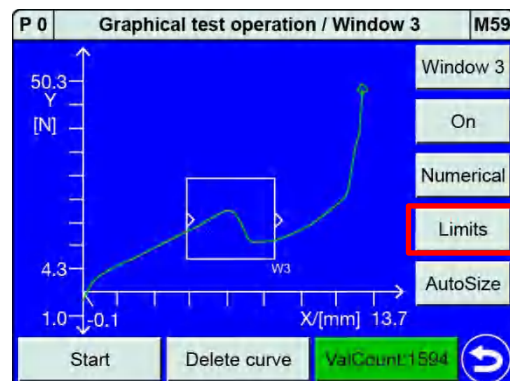 P 0 Graphical test operation / Window 3 M59
50.3
Y
[N]
4.3
1.0
-0.1
W3
X/[mm] 13.7
Window 3
On
Numerical
Limits
AutoSize
Start Delete curve ValCount:1594